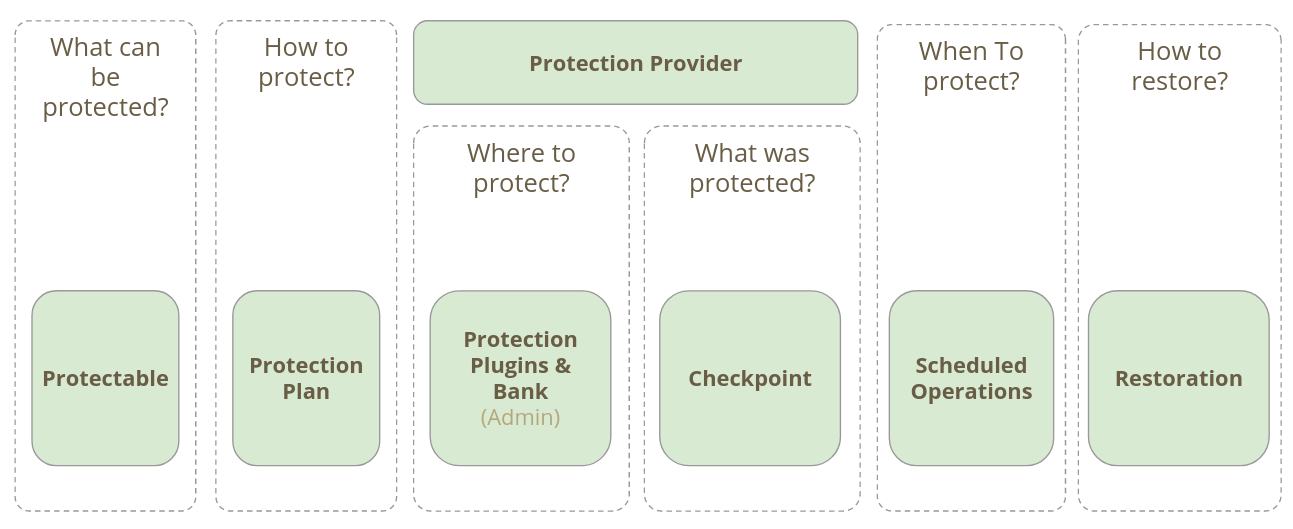 What can
be
protected?
Protectable
How to
protect?
Protection
Plan
Protection Provider
Where to
protect?
Protection
Plugins &
Bank
(Admin)
What was
protected?
Checkpoint
When To
protect?
Scheduled
Operations
How to
restore?
Restoration